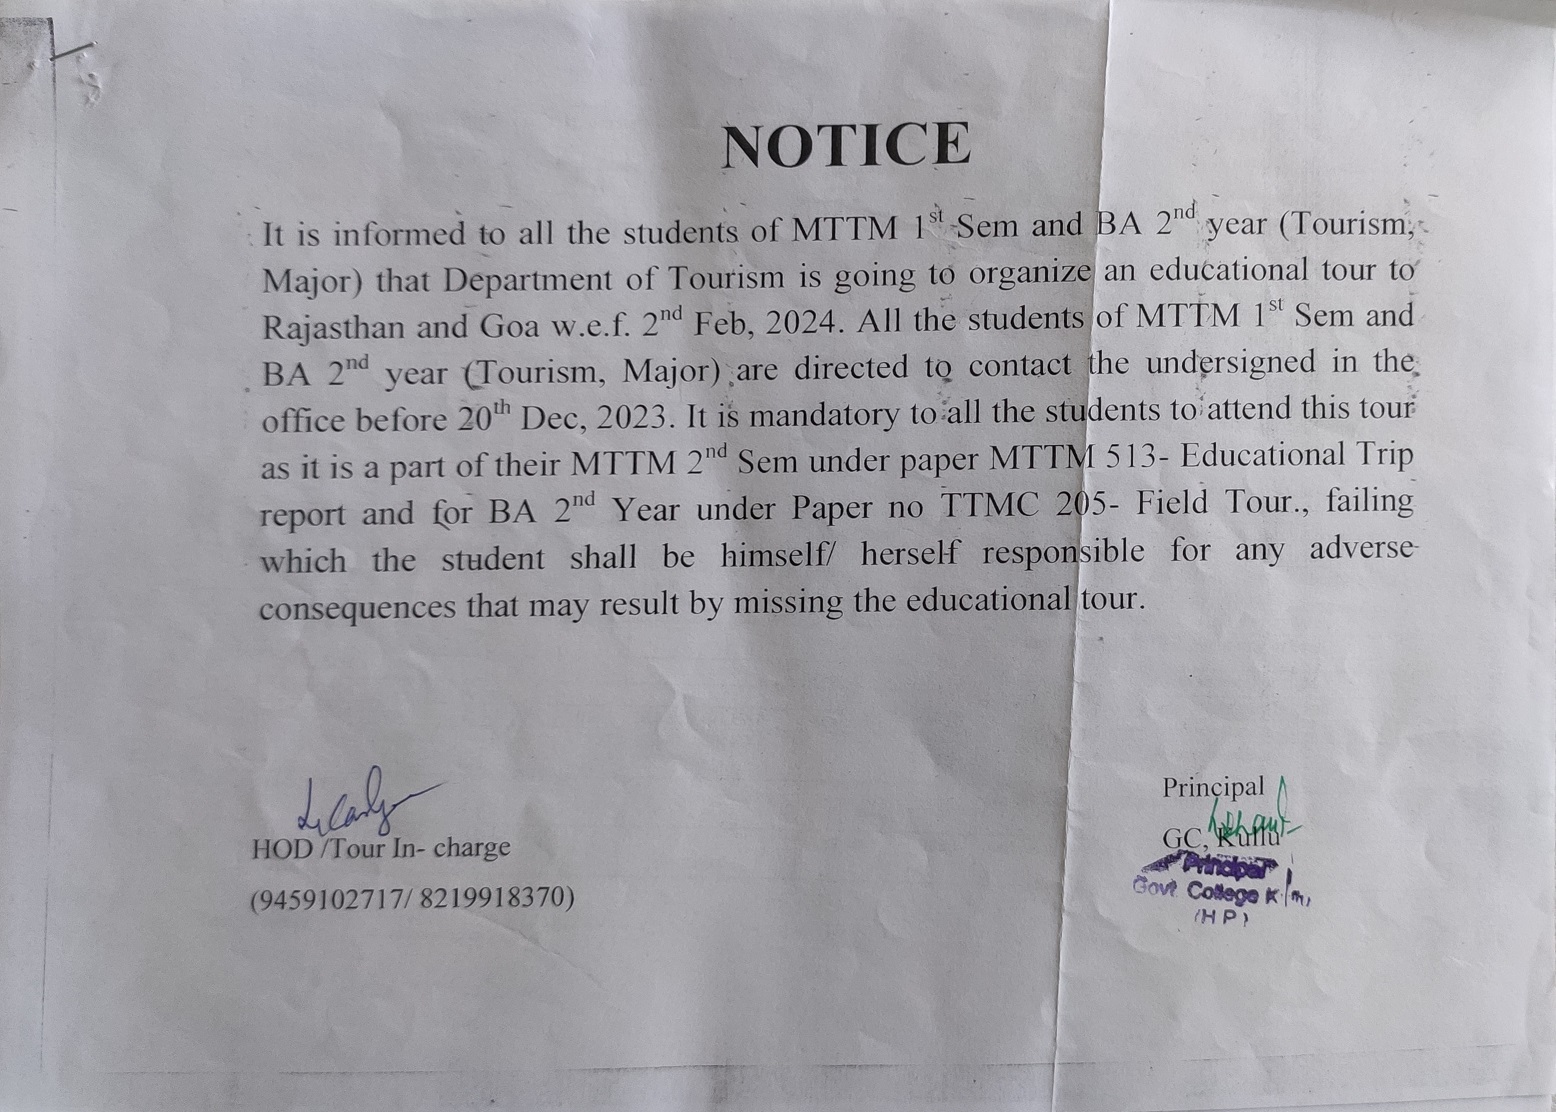 NOTICE
It is informed to all the students of MTTM 1st Sem and BA 2nd year (Tourism,
Major) that Department of Tourism is going to organize an educational tour to
Rajasthan and Goa w.e.f. 2nd Feb, 2024. All the students of MTTM 1st Sem and
BA 2nd year (Tourism, Major) are directed to contact the undersigned in the
office before 20th Dec, 2023. It is mandatory to all the students to attend this tour
as it is a part of their MTTM 2nd Sem under paper MTTM 513- Educational Trip
report and for BA 2nd Year under Paper no TTMC 205- Field Tour., failing
which the student shall be himself/ herself responsible for any adverse
consequences that may result by missing the educational tour.
HOD /Tour In- charge
(9459102717/ 8219918370)
Principal
GC, Kullu
Principal
Govt College
(H P)